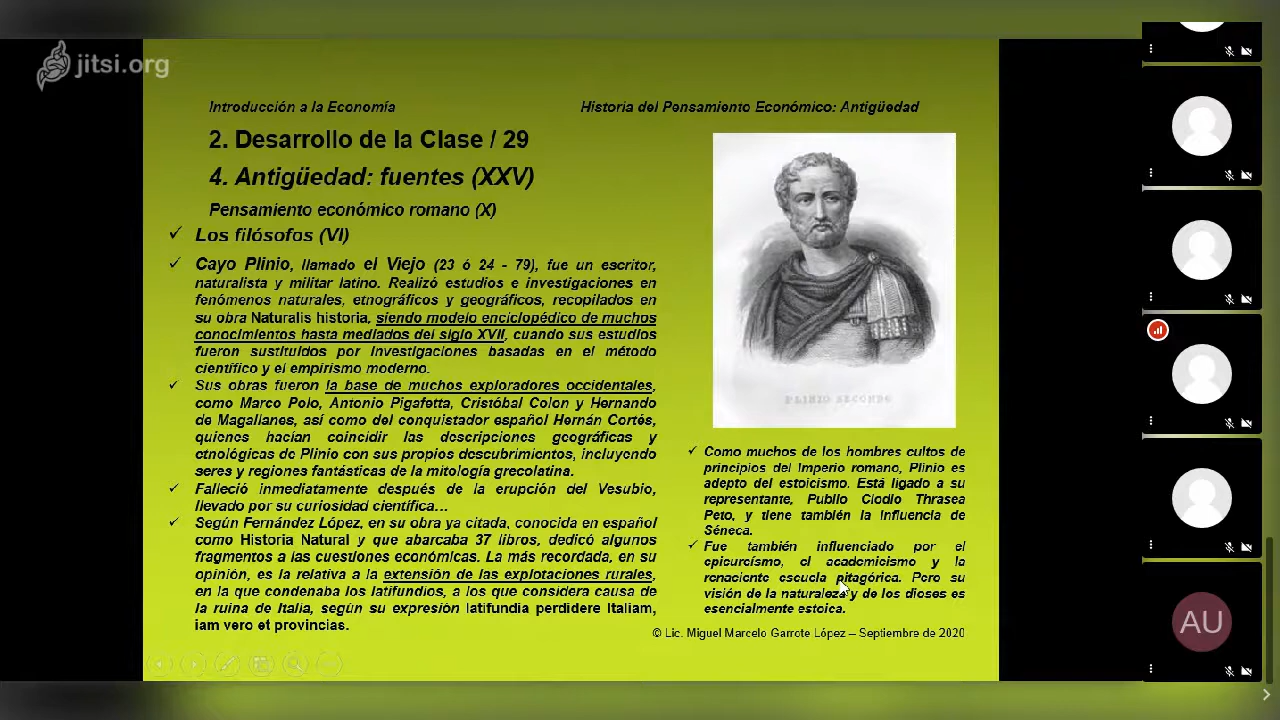 jitsi.org
Introducción a la Economía
Historia del Pensamiento Económico: Antigüedad
2. Desarrollo de la Clase / 29
4. Antigüedad: fuentes (XXV)
Pensamiento económico romano (X)
✓ Los filósofos (VI)
✓ Cayo Plinio, llamado el Viejo (23 ó 24 - 79), fue un escritor,
naturalista y militar latino. Realizó estudios e investigaciones en
fenómenos naturales, etnográficos y geográficos, recopilados en
su obra Naturalis historia, siendo modelo enciclopédico de muchos
conocimientos hasta mediados del siglo XVII, cuando sus estudios
fueron sustituidos por investigaciones basadas en el método
científico y el empirismo moderno.
✓ Sus obras fueron la base de muchos exploradores occidentales,
como Marco Polo, Antonio Pigafetta, Cristóbal Colon y Hernando
de Magallanes, así como del conquistador español Hernán Cortés,
quienes hacían coincidir las descripciones geográficas y
etnológicas de Plinio con sus propios descubrimientos, incluyendo
seres y regiones fantásticas de la mitología grecolatina.
✓ Falleció inmediatamente después de la erupción del Vesubio,
llevado por su curiosidad científica…
✓ Según Fernández López, en su obra ya citada, conocida en español
como Historia Natural y que abarcaba 37 libros, dedicó algunos
fragmentos a las cuestiones económicas. La más recordada, en su
opinión, es la relativa a la extensión de las explotaciones rurales,
en la que condenaba los latifundios, a los que considera causa de
la ruina de Italia, según su expresión latifundia perdidere Italiam,
iam vero et provincias.
PLINIO SECONDO
✓ Como muchos de los hombres cultos de
principios del Imperio romano, Plinio es
adepto del estoicismo. Está ligado a su
representante, Publio Clodio Thrasea
Peto, y tiene también la influencia de
Séneca.
✓ Fue también influenciado por el
epicureísmo, el academicismo y la
renaciente escuela pitagórica. Pero su
visión de la naturaleza y de los dioses es
esencialmente estoica.
© Lic. Miguel Marcelo Garrote López – Septiembre de 2020
AU